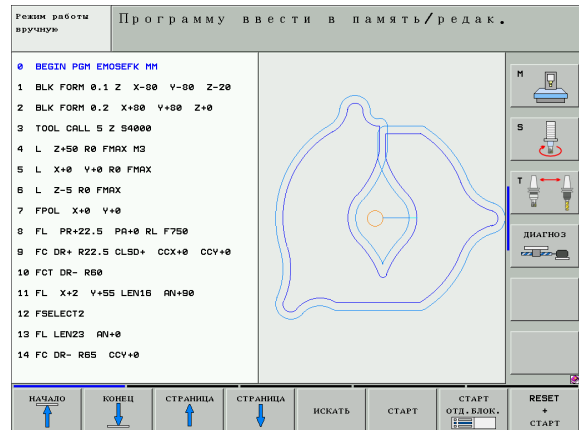 Режим работы
вручную
Программу ввести в память/редак.
0 BEGIN PGM EMOSEFK MM
1 BLK FORM 0.1 Z X-80 Y-80 Z-20
2 BLK FORM 0.2 X+80 Y+80 Z+0
3 TOOL CALL 5 Z S4000
4 L Z+50 R0 FMAX M3
5 L X+0 Y+0 R0 FMAX
6 L Z-5 R0 FMAX
7 FPOL X+0 Y+0
8 FL PR+22.5 PA+0 RL F750
9 FC DR+ R22.5 CLSD+ CCX+0 CCY+0
10 FCT DR- R60
11 FL X+2 Y+55 LEN16 AN+90
12 FSELECT2
13 FL LEN23 AN+0
14 FC DR- R65 CCY+0
M
S
T
ДИАГНОЗ
НАЧАЛО
КОНЕЦ
СТРАНИЦА
СТРАНИЦА
ИСКАТЬ
СТАРТ
СТАРТ
ОТД.БЛОК.
RESET
+
СТАРТ